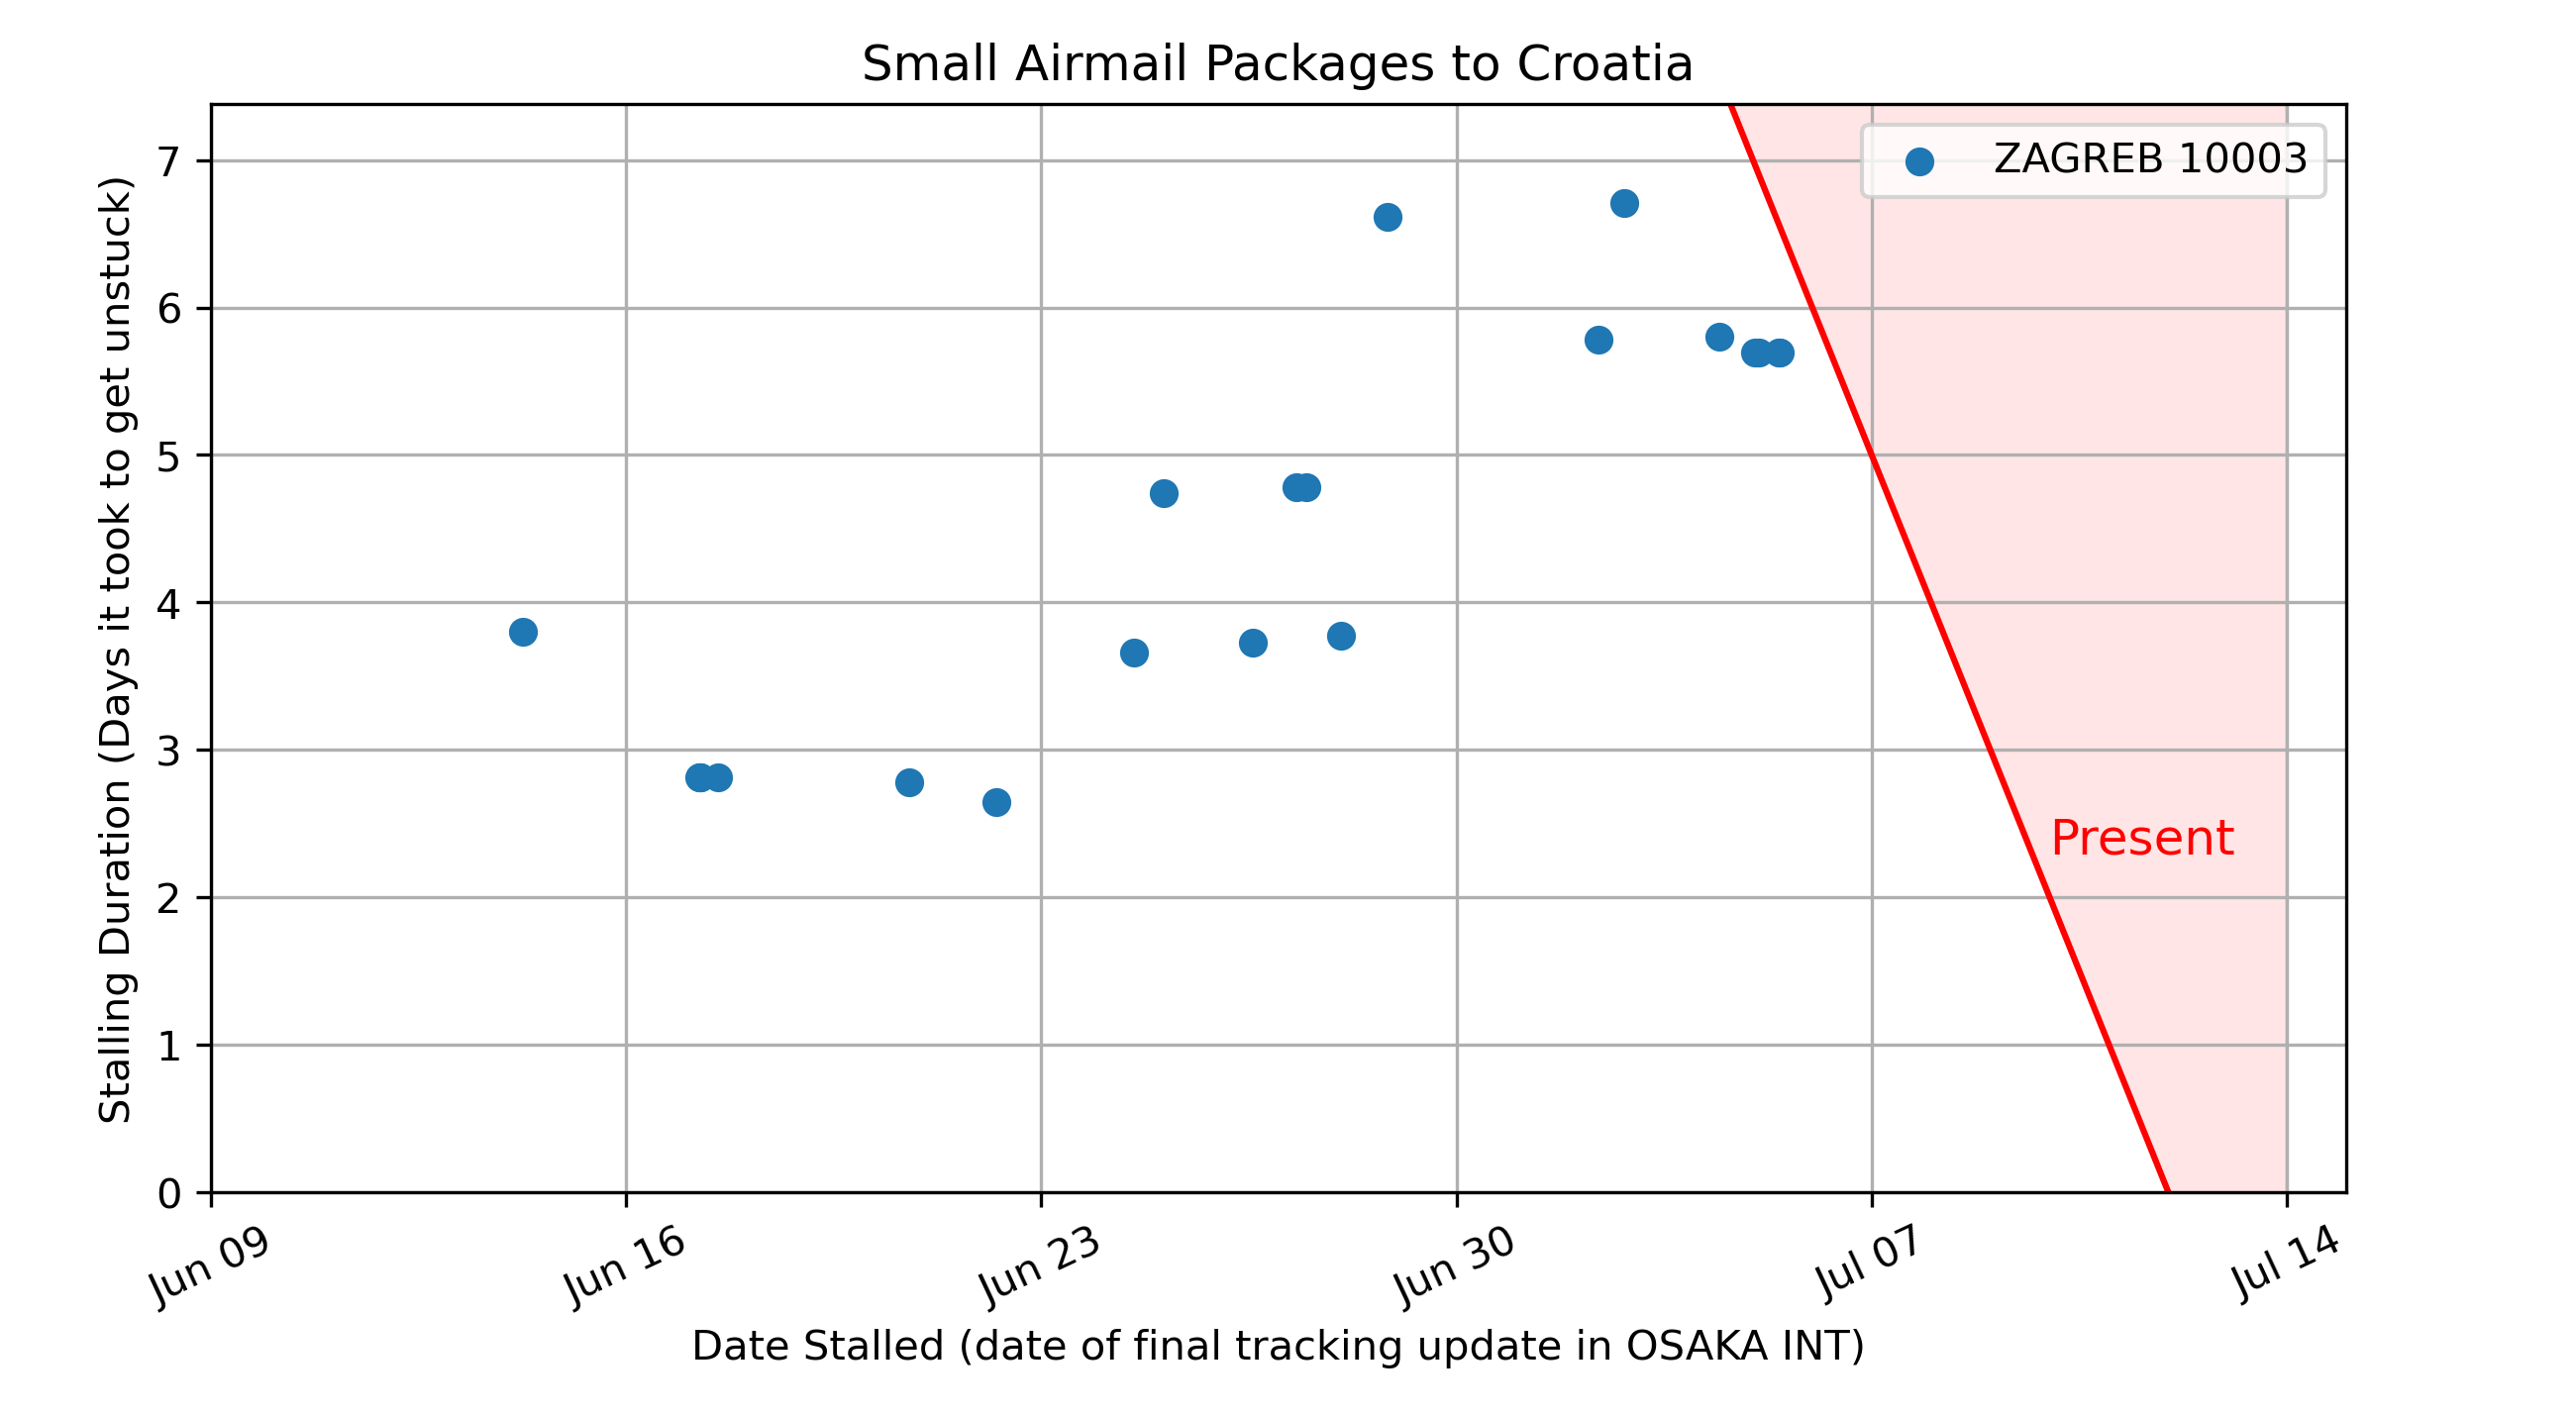 Small Airmail Packages to Croatia
ZAGREB 10003
Stalling Duration (Days it took to get unstuck)
7
6
5
4
3
2
1
0
Present
Jun 09
Jun 16
Jun 23
Jun 30
Jul 07
Jul 14
Date Stalled (date of final tracking update in OSAKA INT)